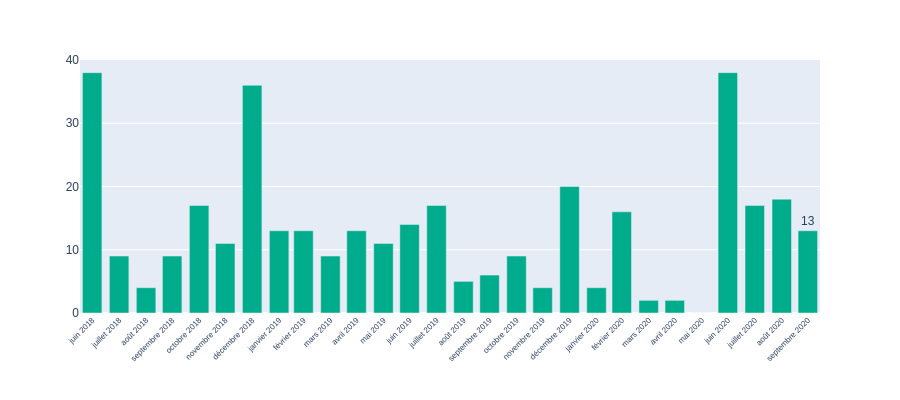 40
30
20
10
0
13
juin 2018
juillet 2018
août 2018
septembre 2018
octobre 2018
novembre 2018
décembre 2018
janvier 2019
février 2019
mars 2019
avril 2019
mai 2019
juin 2019
juillet 2019
août 2019
septembre 2019
octobre 2019
novembre 2019
décembre 2019
janvier 2020
février 2020
mars 2020
avril 2020
mai 2020
juin 2020
juillet 2020
août 2020
septembre 2020